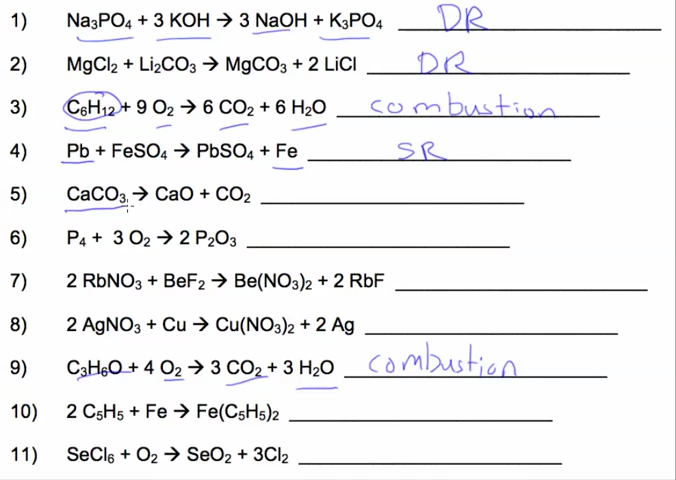 1) Na₃PO₄ + 3 KOH → 3 NaOH + K₃PO₄ DR
2) MgCl₂ + Li₂CO₃ → MgCO₃ + 2 LiCl DR
3) C₆H₁₂ + 9 O₂ → 6 CO₂ + 6 H₂O combustion
4) Pb + FeSO₄ → PbSO₄ + Fe SR
5) CaCO₃ → CaO + CO₂
6) P₄ + 3 O₂ → 2 P₂O₃
7) 2 RbNO₃ + BeF₂ → Be(NO₃)₂ + 2 RbF
8) 2 AgNO₃ + Cu → Cu(NO₃)₂ + 2 Ag
9) C₃H₆O + 4 O₂ → 3 CO₂ + 3 H₂O combustion
10) 2 C₅H₅ + Fe → Fe(C₅H₅)₂
11) SeCl₆ + O₂ → SeO₂ + 3Cl₂